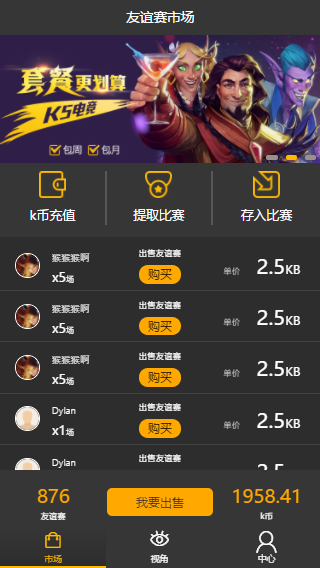 友谊赛市场
套餐更划算
K5电竞
包周 包月
k币充值 提取比赛 存入比赛
猴猴猴啊 出售友谊赛
x5场 购买 单价 2.5KB
猴猴猴啊 出售友谊赛
x5场 购买 单价 2.5KB
猴猴猴啊 出售友谊赛
x5场 购买 单价 2.5KB
Dylan 出售友谊赛
x1场 购买 单价 2.5KB
Dylan 出售友谊赛
876 我要出售 1958.41
友谊赛 k币
市场 视角 中心